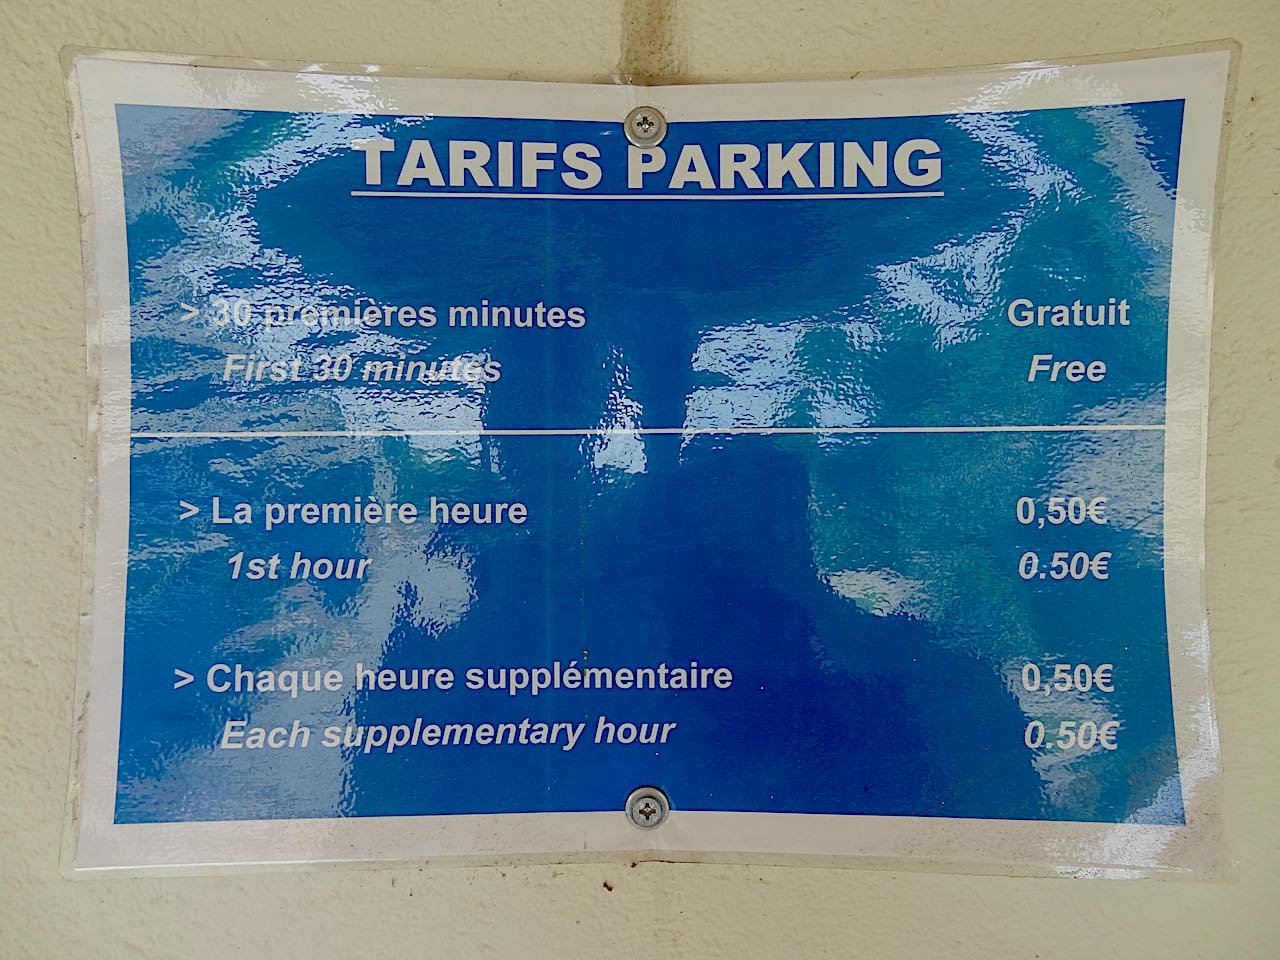 TARIFS PARKING
> 30 premières minutes Gratuit
First 30 minutes Free
> La première heure 0,50€
1st hour 0.50€
> Chaque heure supplémentaire 0,50€
Each supplementary hour 0.50€